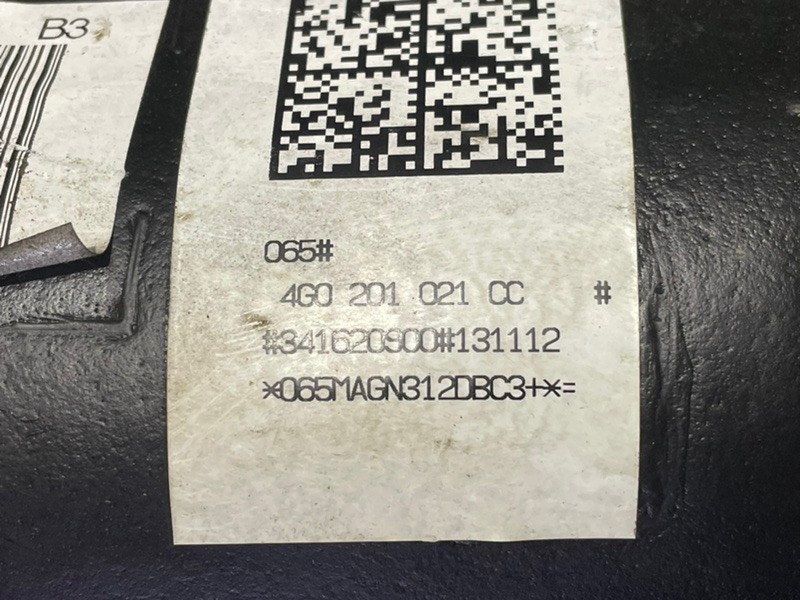 B3
065#
4G0 201 021 CC #
#341620900#131112
*065MAGN312DBC3+*=